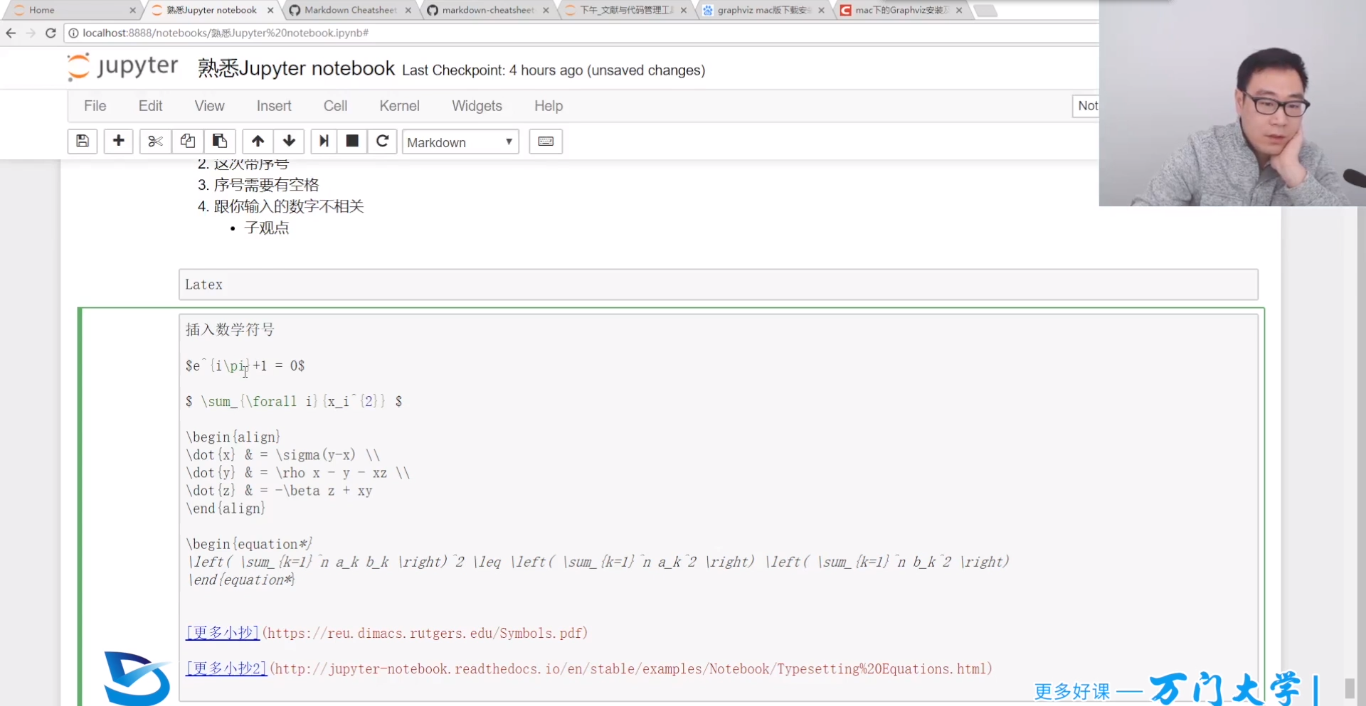 Home
熟悉Jupyter notebook
Markdown Cheatsheet
markdown-cheatsheet
下午_文献与代码管理工
graphviz mac版下载安
mac下的Graphviz安装
localhost:8888/notebooks/熟悉Jupyter%20notebook.ipynb#
jupyter 熟悉Jupyter notebook Last Checkpoint: 4 hours ago (unsaved changes)
File Edit View Insert Cell Kernel Widgets Help Not
Markdown
2. 这次带序号
3. 序号需要有空格
4. 跟你输入的数字不相关
• 子观点
Latex
插入数学符号
$e^{i\pi}+1 = 0$
$ \sum_{\forall i}{x_i^{2}} $
\begin{align}
\dot{x} & = \sigma(y-x) \\
\dot{y} & = \rho x - y - xz \\
\dot{z} & = -\beta z + xy
\end{align}
\begin{equation*}
\left( \sum_{k=1}^n a_k b_k \right)^2 \leq \left( \sum_{k=1}^n a_k^2 \right) \left( \sum_{k=1}^n b_k^2 \right)
\end{equation*}
[更多小抄](https://reu.dimacs.rutgers.edu/Symbols.pdf)
[更多小抄2](http://jupyter-notebook.readthedocs.io/en/stable/examples/Notebook/Typesetting%20Equations.html)
更多好课 — 万门大学